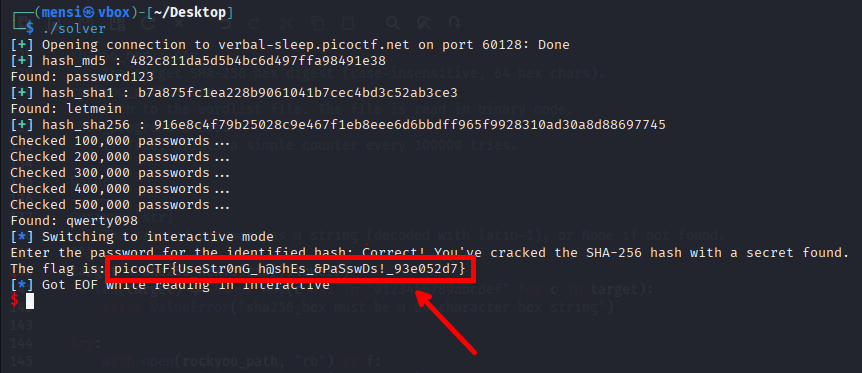 ┌──(mensi㉿vbox)-[~/Desktop]
└─$ ./solver
[+] Opening connection to verbal-sleep.picoctf.net on port 60128: Done
[+] hash_md5 : 482c811da5d5b4bc6d497ffa98491e38
Found: password123
[+] hash_sha1 : b7a875fc1ea228b9061041b7cec4bd3c52ab3ce3
Found: letmein
[+] hash_sha256 : 916e8c4f79b25028c9e467f1eb8eee6d6bbdff965f9928310ad30a8d88697745
Checked 100,000 passwords...
Checked 200,000 passwords...
Checked 300,000 passwords...
Checked 400,000 passwords...
Checked 500,000 passwords...
Found: qwerty098
[*] Switching to interactive mode
Enter the password for the identified hash: Correct! You've cracked the SHA-256 hash with a secret found.
The flag is: picoCTF{UseStr0nG_h@shEs_&PaSswDs!_93e052d7}
[*] Got EOF while reading in interactive
$